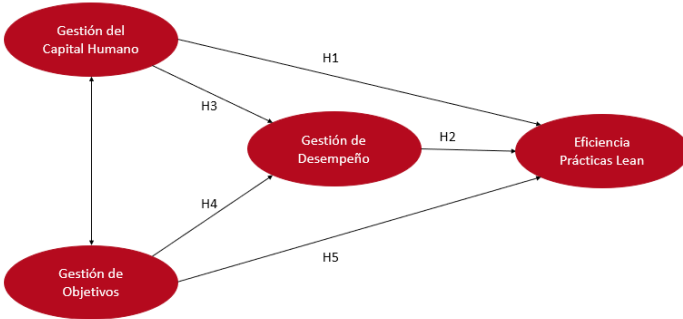 Gestión del
Capital Humano
H1
H3
Gestión de
Desempeño
H2
Eficiencia
Prácticas Lean
H4
H5
Gestión de
Objetivos